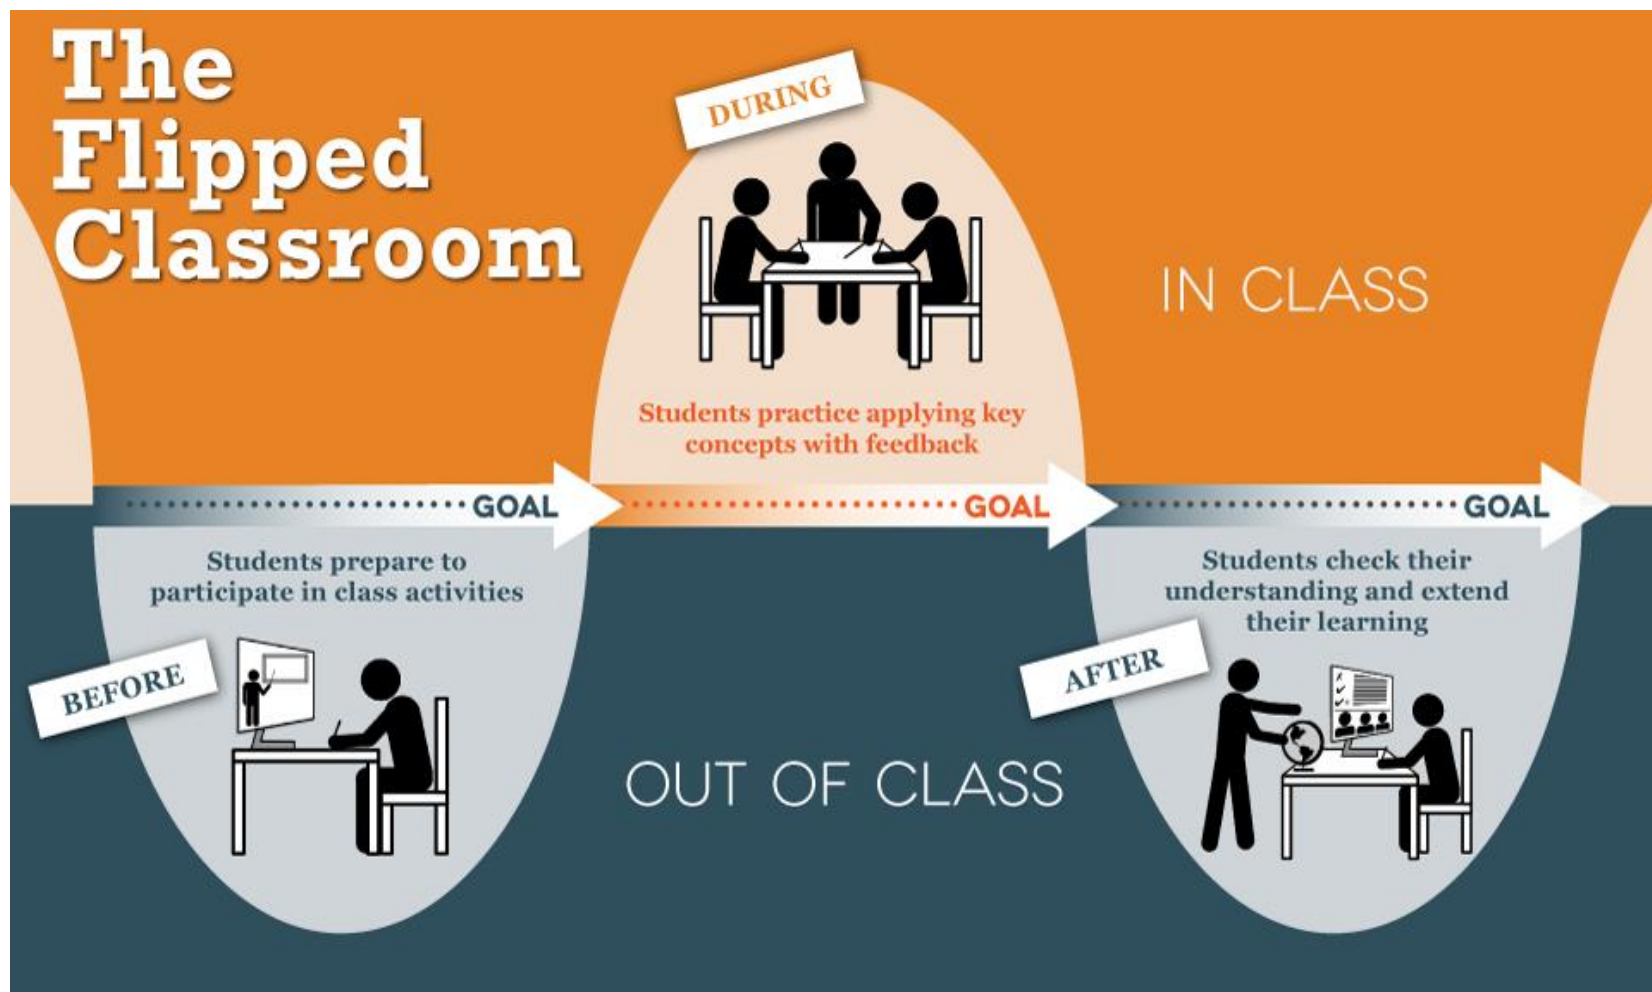 The
Flipped
Classroom
DURING
IN CLASS
Students practice applying key
concepts with feedback
GOAL
GOAL
GOAL
Students prepare to
participate in class activities
BEFORE
Students check their
understanding and extend
their learning
AFTER
OUT OF CLASS